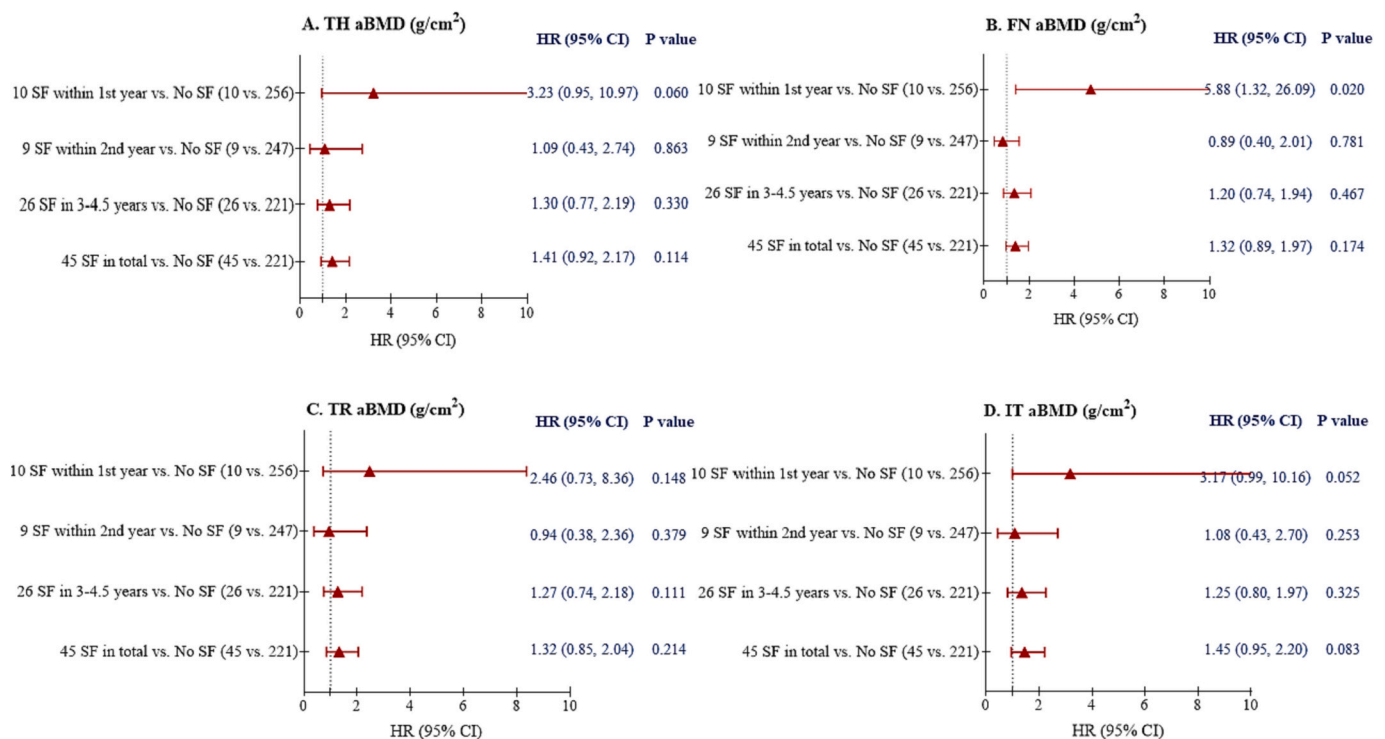 A. TH aBMD (g/cm²)
HR (95% CI) P value
10 SF within 1st year vs. No SF (10 vs. 256) 3.23 (0.95, 10.97) 0.060
9 SF within 2nd year vs. No SF (9 vs. 247) 1.09 (0.43, 2.74) 0.863
26 SF in 3-4.5 years vs. No SF (26 vs. 221) 1.30 (0.77, 2.19) 0.330
45 SF in total vs. No SF (45 vs. 221) 1.41 (0.92, 2.17) 0.114
0 2 4 6 8 10
HR (95% CI)
B. FN aBMD (g/cm²)
HR (95% CI) P value
10 SF within 1st year vs. No SF (10 vs. 256) 5.88 (1.32, 26.09) 0.020
9 SF within 2nd year vs. No SF (9 vs. 247) 0.89 (0.40, 2.01) 0.781
26 SF in 3-4.5 years vs. No SF (26 vs. 221) 1.20 (0.74, 1.94) 0.467
45 SF in total vs. No SF (45 vs. 221) 1.32 (0.89, 1.97) 0.174
0 2 4 6 8 10
HR (95% CI)
C. TR aBMD (g/cm²)
HR (95% CI) P value
10 SF within 1st year vs. No SF (10 vs. 256) 2.46 (0.73, 8.36) 0.148
9 SF within 2nd year vs. No SF (9 vs. 247) 0.94 (0.38, 2.36) 0.379
26 SF in 3-4.5 years vs. No SF (26 vs. 221) 1.27 (0.74, 2.18) 0.111
45 SF in total vs. No SF (45 vs. 221) 1.32 (0.85, 2.04) 0.214
0 2 4 6 8 10
HR (95% CI)
D. IT aBMD (g/cm²)
HR (95% CI) P value
10 SF within 1st year vs. No SF (10 vs. 256) 3.17 (0.99, 10.16) 0.052
9 SF within 2nd year vs. No SF (9 vs. 247) 1.08 (0.43, 2.70) 0.253
26 SF in 3-4.5 years vs. No SF (26 vs. 221) 1.25 (0.80, 1.97) 0.325
45 SF in total vs. No SF (45 vs. 221) 1.45 (0.95, 2.20) 0.083
0 2 4 6 8 10
HR (95% CI)